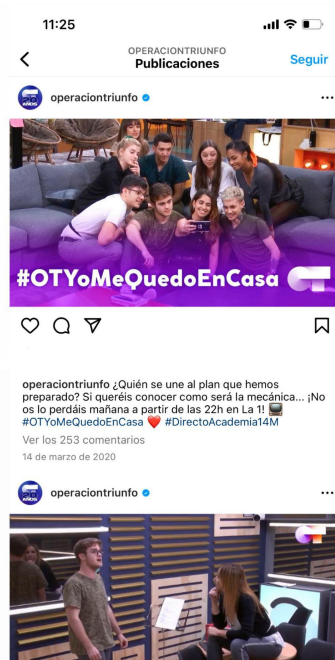 11:25
OPERACIONTRIUNFO
Publicaciones
Seguir
operaciontriunfo
#OTYoMeQuedoEnCasa
operaciontriunfo ¿Quién se une al plan que hemos
preparado? Si queréis conocer como será la mecánica... ¡No
os lo perdáis mañana a partir de las 22h en La 1! 📺
#OTYoMeQuedoEnCasa ❤️ #DirectoAcademia14M
Ver los 253 comentarios
14 de marzo de 2020
operaciontriunfo